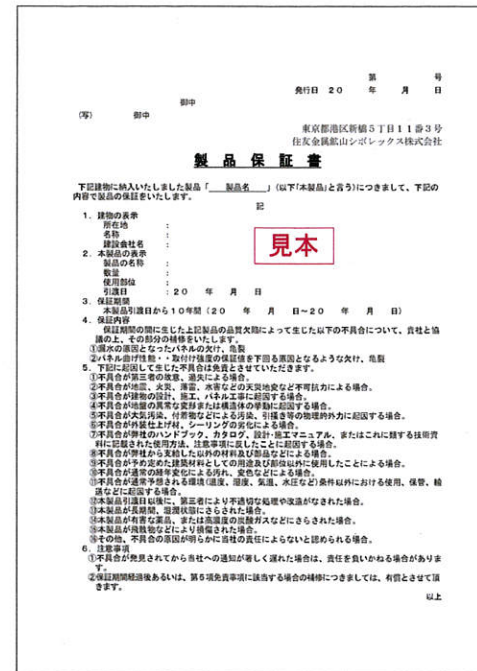 第　　　号
発行日　２０　　年　　月　　日
御中
(写)　　御中
東京都港区新橋５丁目１１番３号
住友金属鉱山シポレックス株式会社
製品保証書
下記建物に納入いたしました製品「　製品名　」(以下「本製品」と言う)につきまして、下記の
内容で製品の保証をいたします。
記
１．建物の表示
所在地　：
名称　：
建設会社名　：
見本
２．本製品の表示
製品の名称　：
数量　：
使用部位　：
引渡日　：２０　年　月　日
３．保証期間
本製品引渡日から１０年間（２０　年　月　日～２０　年　月　日）
４．保証内容
保証期間の間に生じた上記製品の品質欠陥によって生じた以下の不具合について、貴社と協
議の上、その部分の補修をいたします。
①漏水の原因となったパネルの欠け、亀裂
②パネル曲げ性能・・取付け強度の保証値を下回る原因となるような欠け、亀裂
５．下記に起因して生じた不具合は免責とさせていただきます。
①不具合が第三者の故意、過失による場合。
②不具合が地震、火災、落雷、水害などの天災地変など不可抗力による場合。
③不具合が建物の設計、施工、パネル工事に起因する場合。
④不具合が地盤の異常な変形または構造体の挙動に起因する場合。
⑤不具合が大気汚染、付着物などによる汚染、引掻き等の物理的外力に起因する場合。
⑥不具合が外装仕上げ材、シーリングの劣化による場合。
⑦不具合が弊社のハンドブック、カタログ、設計・施工マニュアル、またはこれに類する技術資
料に記載された使用方法、注意事項に反したことに起因する場合。
⑧不具合が弊社から支給した以外の材料及び部品などによる場合。
⑨不具合が予め定めた建築材料としての用途及び部位以外に使用したことによる場合。
⑩不具合が通常の経年変化による汚れ、変色などによる場合。
⑪不具合が通常予想される環境(温度、湿度、気温、水圧など)条件以外における使用、保管、輸
送などに起因する場合。
⑫本製品引渡日以後に、第三者により不適切な処理や改造がなされた場合。
⑬本製品が長期間、湿潤状態にさらされた場合。
⑭本製品が有害な薬品、または高濃度の炭酸ガスなどにさらされた場合。
⑮本製品が飛散物などにより損傷された場合。
⑯その他、不具合の原因が明らかに当社の責任によらないと認められる場合。
６．注意事項
①不具合が発見されてから当社への通知が著しく遅れた場合は、責任を負いかねる場合がありま
す。
②保証期間経過後あるいは、第５項免責事項に該当する場合の補修につきましては、有償とさせて頂
きます。
以上